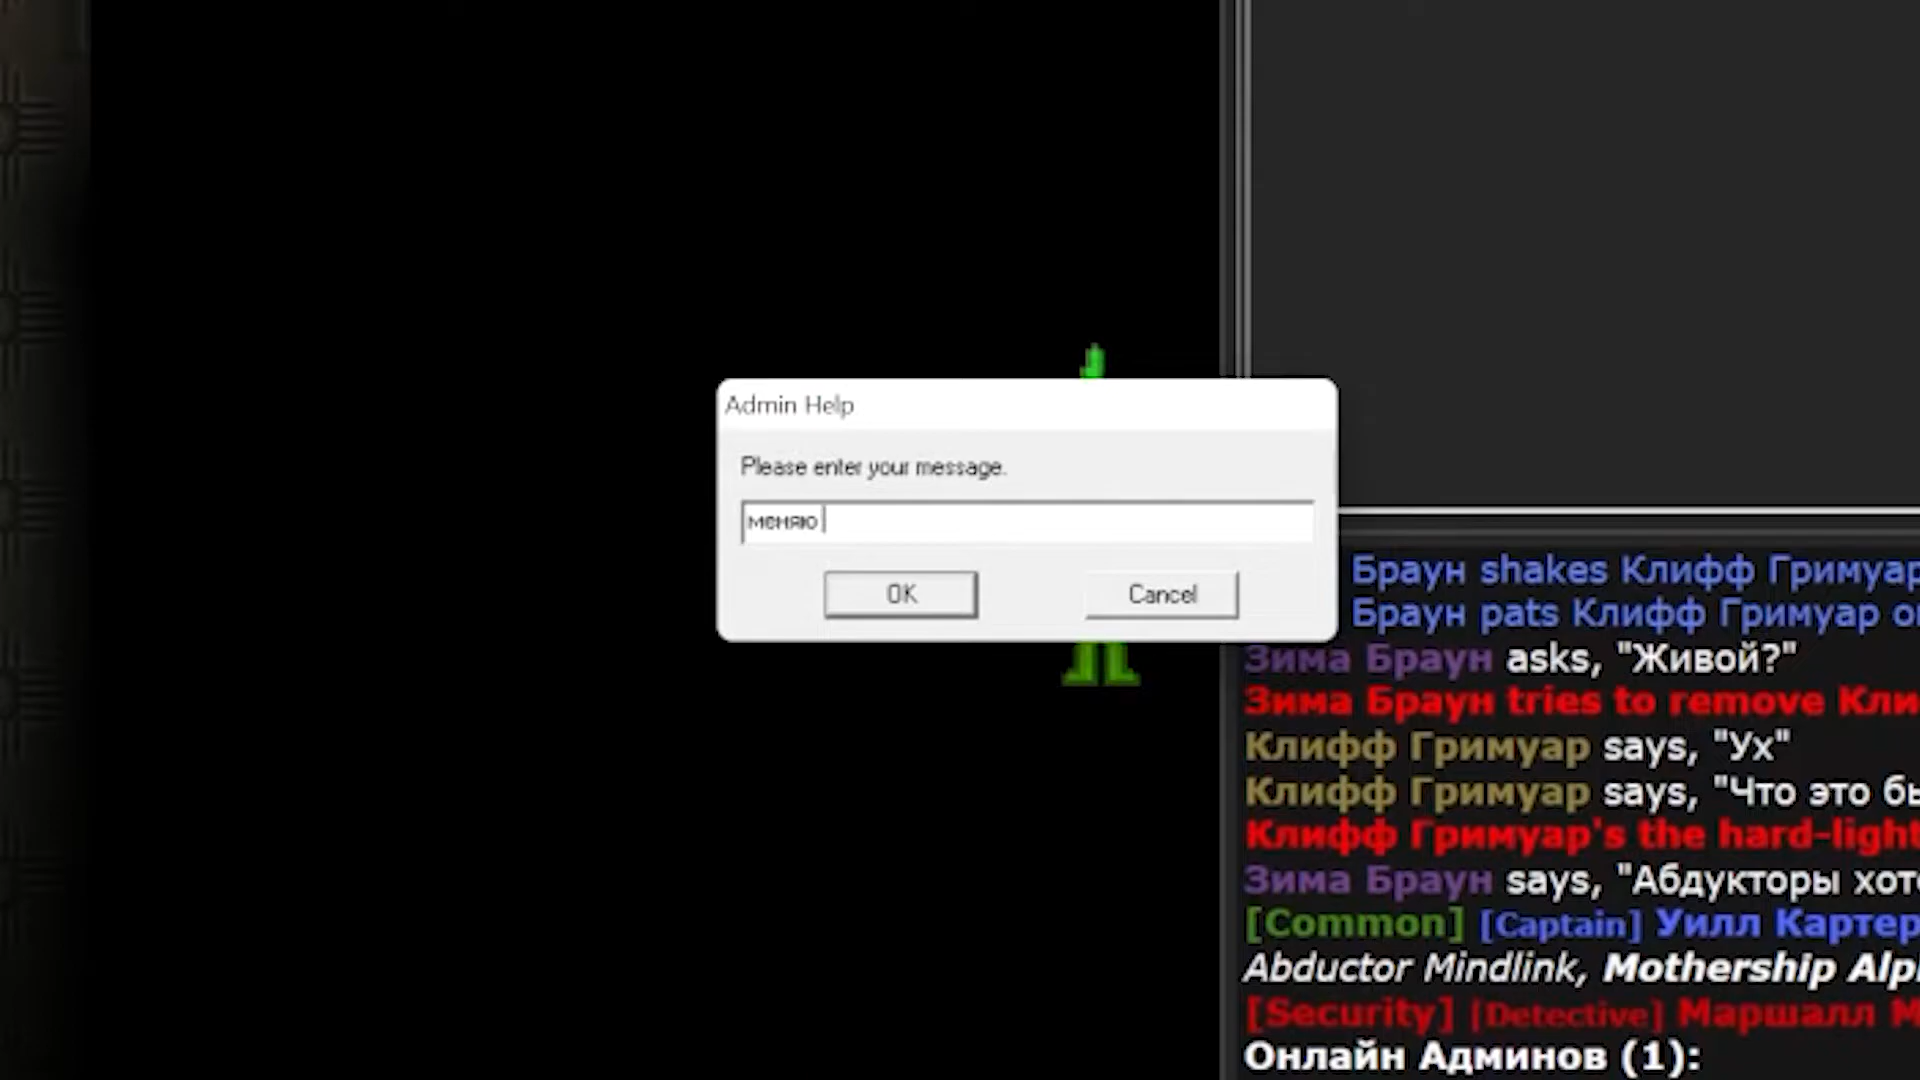 Admin Help
Please enter your message.
меняю
OK
Cancel
Браун shakes Клифф Гримуар
Браун pats Клифф Гримуар
Зима Браун asks, "Живой?"
Зима Браун tries to remove
Клифф Гримуар says, "Ух"
Клифф Гримуар says, "Что это
Клифф Гримуар's the hard-light
Зима Браун says, "Абдукторы
[Common] [Captain] Уилл Картер
Abductor Mindlink, Mothership
[Security] [Detective] Маршалл
Онлайн Админов (1):